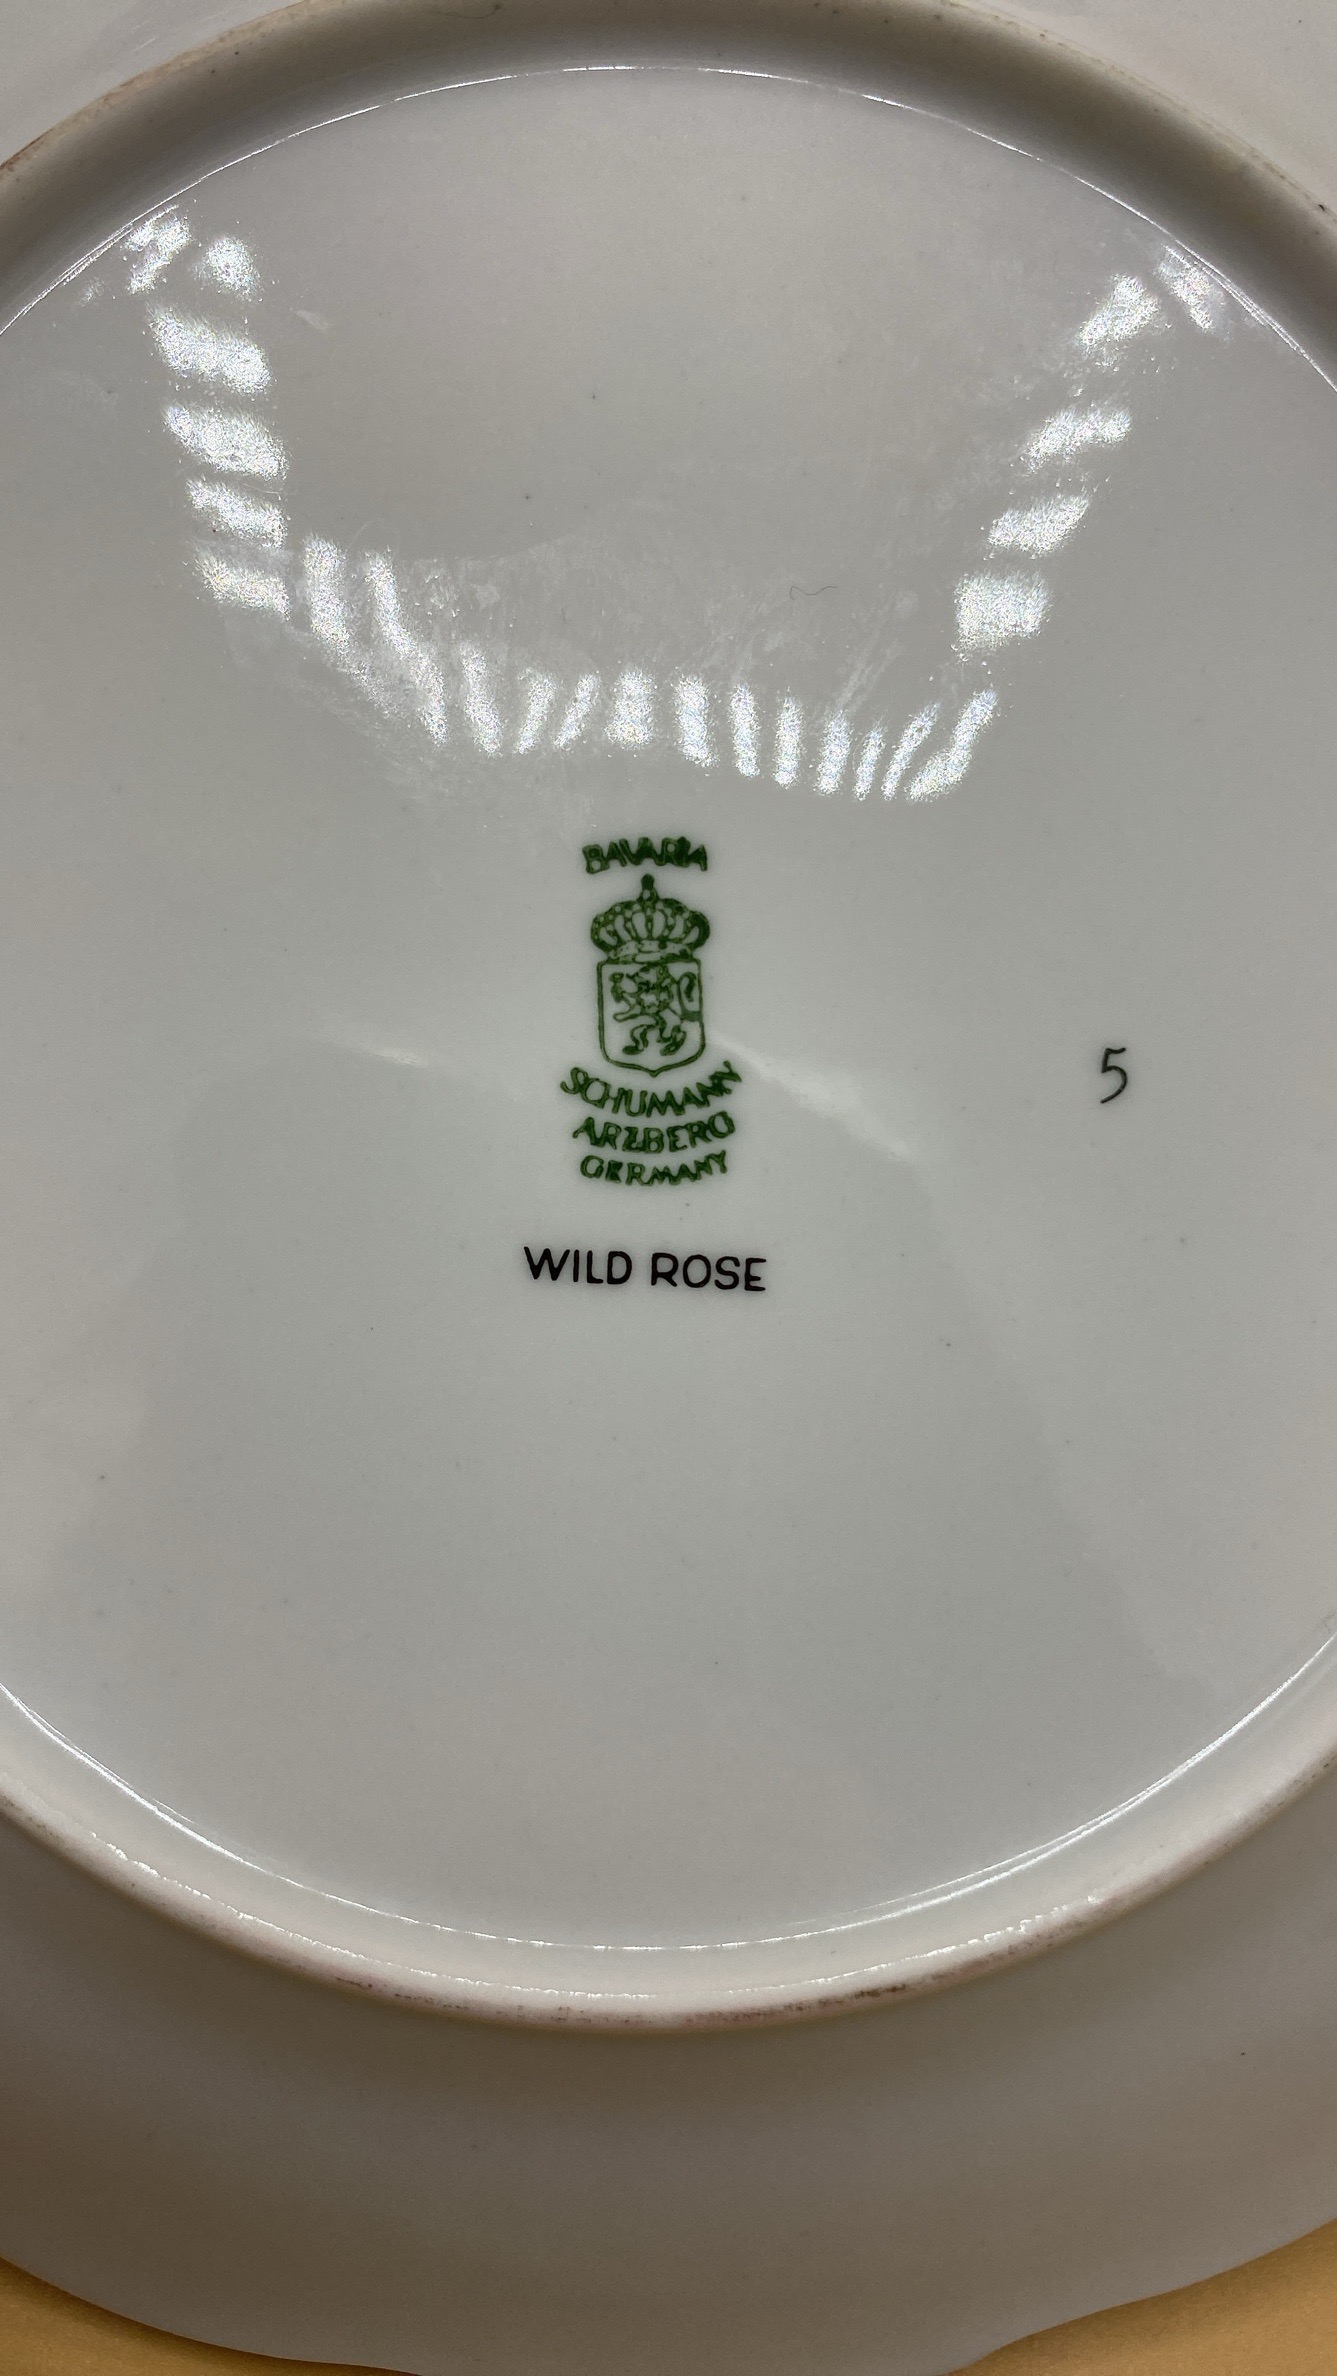 BAVARIA
SCHUMANN
ARZBERG
GERMANY
5
WILD ROSE